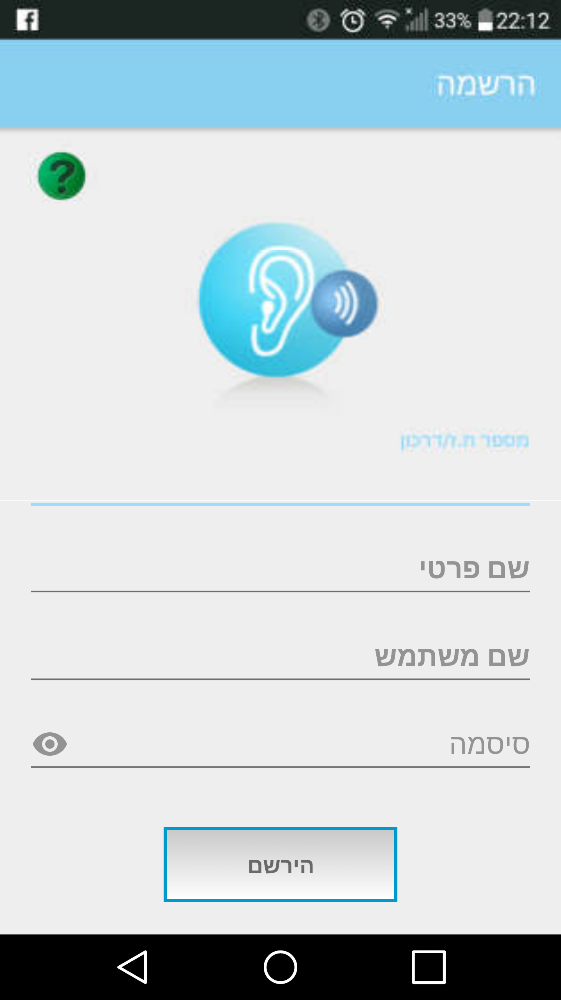 33% 22:12
הרשמה
?
מספר ת.ז/דרכון
שם פרטי
שם משתמש
סיסמה
הירשם